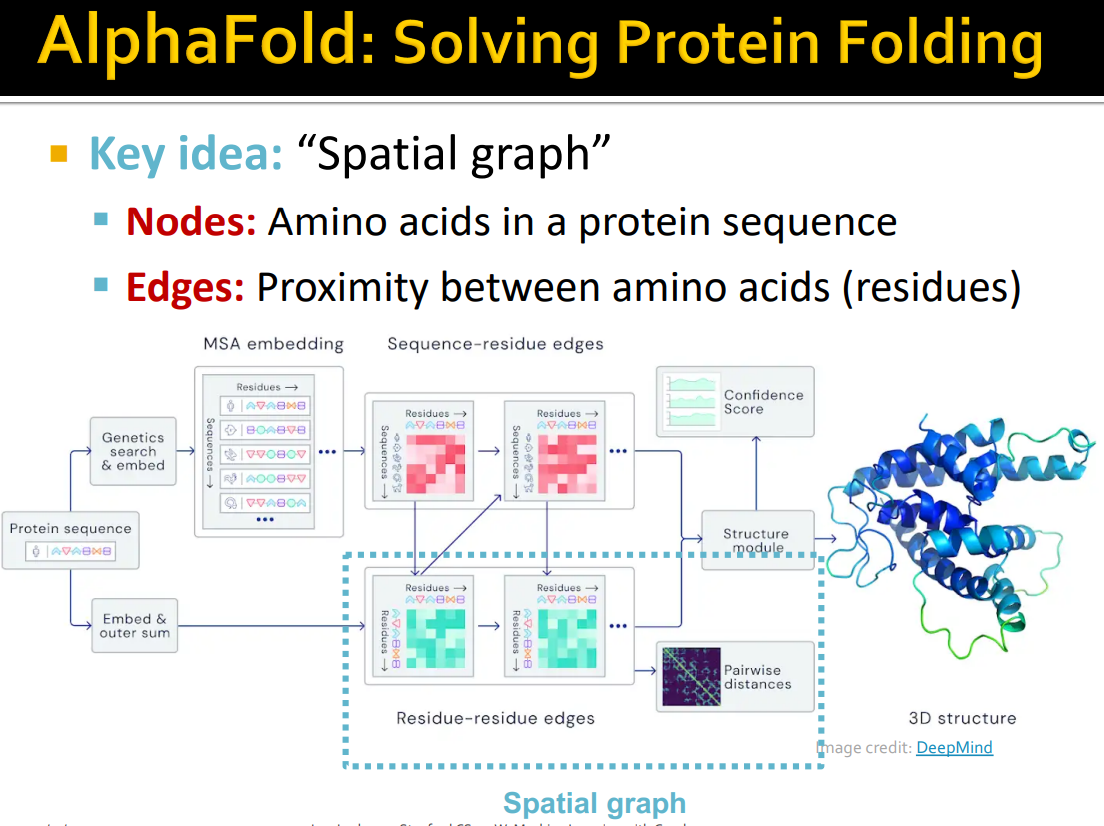 AlphaFold: Solving Protein Folding
Key idea: “Spatial graph”
Nodes: Amino acids in a protein sequence
Edges: Proximity between amino acids (residues)
MSA embedding
Sequence-residue edges
Residues →
Sequences →
Residues →
Sequences →
Residues →
Sequences →
Confidence
Score
Genetics
search
& embed
Protein sequence
Structure
module
Embed &
outer sum
Residues →
Residues →
Residues →
Residues →
Pairwise
distances
Residue-residue edges
3D structure
Image credit: DeepMind
Spatial graph